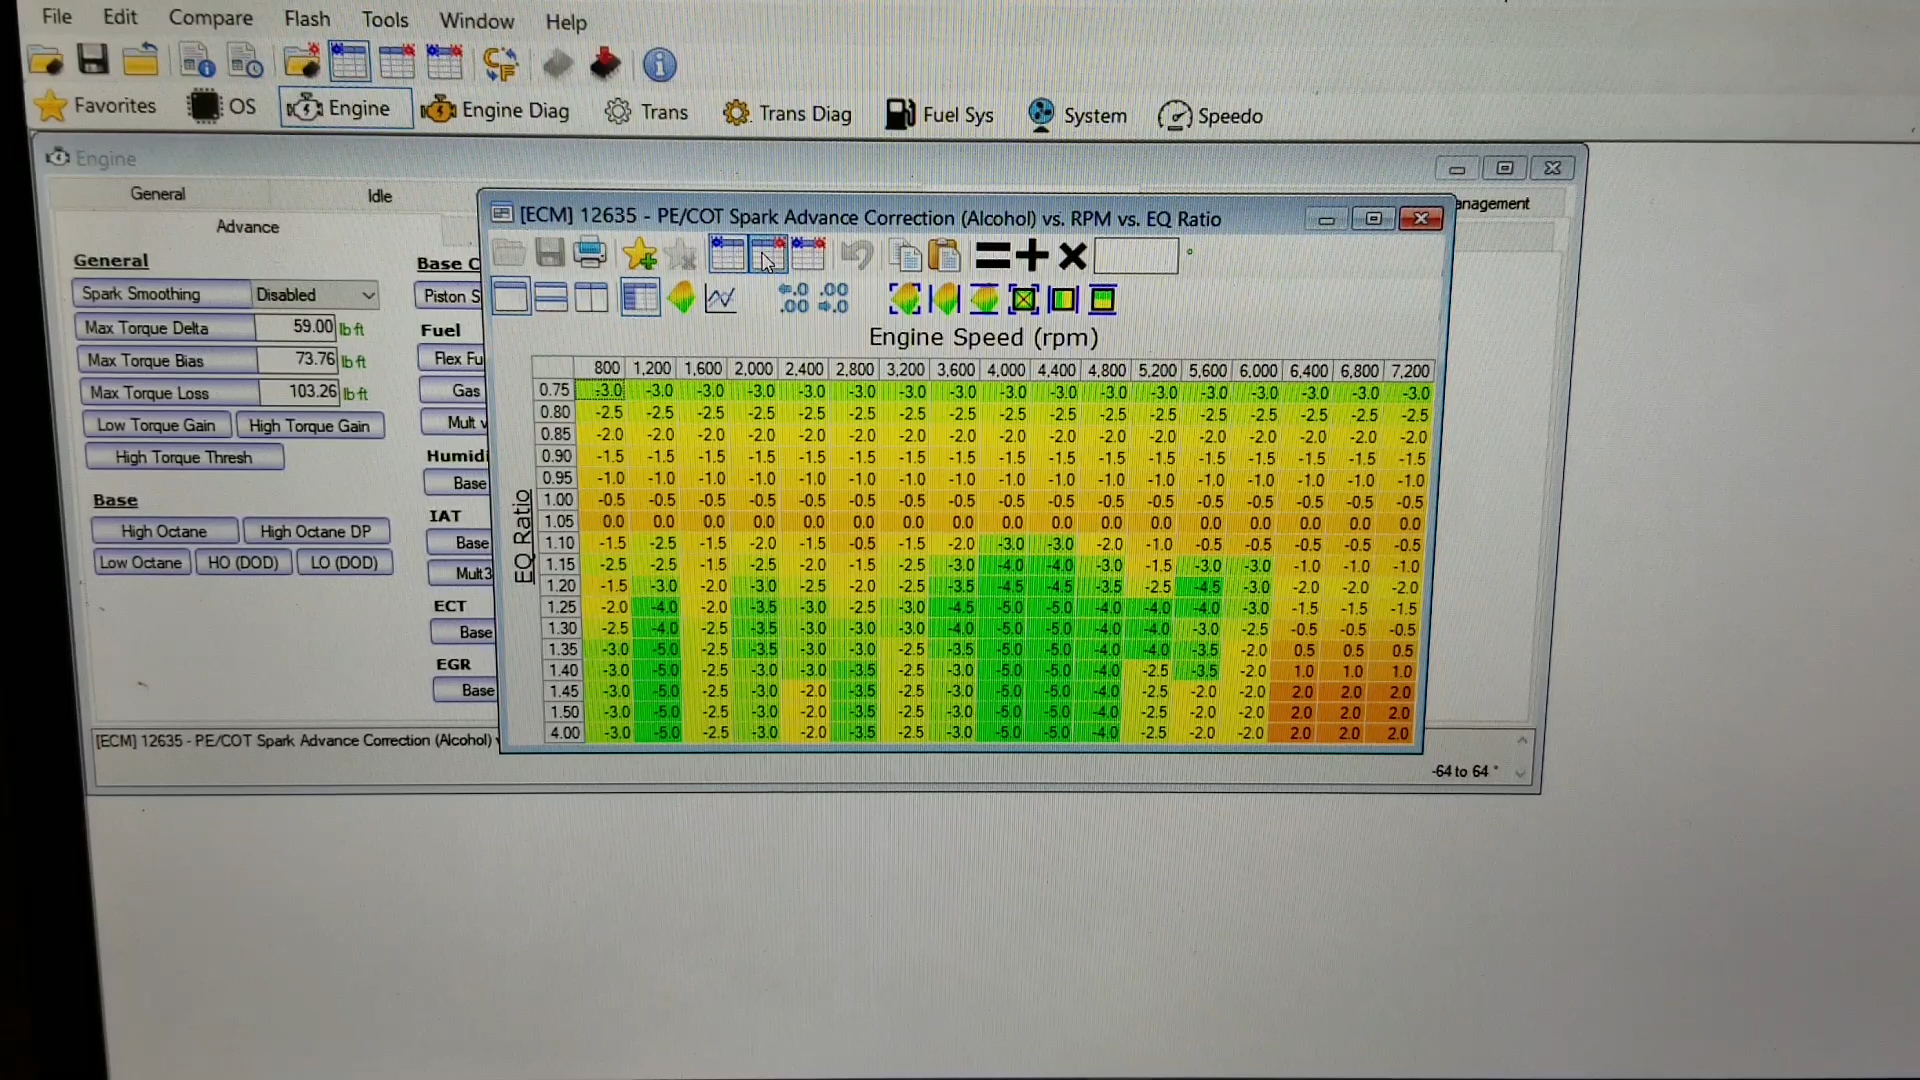 File Edit Compare Flash Tools Window Help
Favorites OS Engine Engine Diag Trans Trans Diag Fuel Sys System Speedo
Engine
General Idle
Advance
General
Spark Smoothing Disabled
Max Torque Delta 59.00 lb ft
Max Torque Bias 73.76 lb ft
Max Torque Loss 103.26 lb ft
Low Torque Gain High Torque Gain
High Torque Thresh
Base
High Octane High Octane DP
Low Octane HO (DOD) LO (DOD)
Base C
Piston S
Fuel
Flex Fu
Gas
Mult v
Humidi
Base
IAT
Base
Mult3
ECT
Base
EGR
Base
anagement
[ECM] 12635 - PE/COT Spark Advance Correction (Alcohol) vs. RPM vs. EQ Ratio
°
←.0 .00
.00 →.0
Engine Speed (rpm)
EQ Ratio
800 1,200 1,600 2,000 2,400 2,800 3,200 3,600 4,000 4,400 4,800 5,200 5,600 6,000 6,400 6,800 7,200
0.75 -3.0 -3.0 -3.0 -3.0 -3.0 -3.0 -3.0 -3.0 -3.0 -3.0 -3.0 -3.0 -3.0 -3.0 -3.0 -3.0 -3.0
0.80 -2.5 -2.5 -2.5 -2.5 -2.5 -2.5 -2.5 -2.5 -2.5 -2.5 -2.5 -2.5 -2.5 -2.5 -2.5 -2.5 -2.5
0.85 -2.0 -2.0 -2.0 -2.0 -2.0 -2.0 -2.0 -2.0 -2.0 -2.0 -2.0 -2.0 -2.0 -2.0 -2.0 -2.0 -2.0
0.90 -1.5 -1.5 -1.5 -1.5 -1.5 -1.5 -1.5 -1.5 -1.5 -1.5 -1.5 -1.5 -1.5 -1.5 -1.5 -1.5 -1.5
0.95 -1.0 -1.0 -1.0 -1.0 -1.0 -1.0 -1.0 -1.0 -1.0 -1.0 -1.0 -1.0 -1.0 -1.0 -1.0 -1.0 -1.0
1.00 -0.5 -0.5 -0.5 -0.5 -0.5 -0.5 -0.5 -0.5 -0.5 -0.5 -0.5 -0.5 -0.5 -0.5 -0.5 -0.5 -0.5
1.05 0.0 0.0 0.0 0.0 0.0 0.0 0.0 0.0 0.0 0.0 0.0 0.0 0.0 0.0 0.0 0.0 0.0
1.10 -1.5 -2.5 -1.5 -2.0 -1.5 -0.5 -1.5 -2.0 -3.0 -3.0 -2.0 -1.0 -0.5 -0.5 -0.5 -0.5 -0.5
1.15 -2.5 -2.5 -1.5 -2.5 -2.0 -1.5 -2.5 -3.0 -4.0 -4.0 -3.0 -1.5 -3.0 -3.0 -1.0 -1.0 -1.0
1.20 -1.5 -3.0 -2.0 -3.0 -2.5 -2.0 -2.5 -3.5 -4.5 -4.5 -3.5 -2.5 -4.5 -3.0 -2.0 -2.0 -2.0
1.25 -2.0 -4.0 -2.0 -3.5 -3.0 -2.5 -3.0 -4.5 -5.0 -5.0 -4.0 -4.0 -4.0 -3.0 -1.5 -1.5 -1.5
1.30 -2.5 -4.0 -2.5 -3.5 -3.0 -3.0 -3.0 -4.0 -5.0 -5.0 -4.0 -4.0 -3.0 -2.5 -0.5 -0.5 -0.5
1.35 -3.0 -5.0 -2.5 -3.5 -3.0 -3.0 -2.5 -3.5 -5.0 -5.0 -4.0 -4.0 -3.5 -2.0 0.5 0.5 0.5
1.40 -3.0 -5.0 -2.5 -3.0 -3.0 -3.5 -2.5 -3.0 -5.0 -5.0 -4.0 -2.5 -3.5 -2.0 1.0 1.0 1.0
1.45 -3.0 -5.0 -2.5 -3.0 -2.0 -3.5 -2.5 -3.0 -5.0 -5.0 -4.0 -2.5 -2.0 -2.0 2.0 2.0 2.0
1.50 -3.0 -5.0 -2.5 -3.0 -2.0 -3.5 -2.5 -3.0 -5.0 -5.0 -4.0 -2.5 -2.0 -2.0 2.0 2.0 2.0
4.00 -3.0 -5.0 -2.5 -3.0 -2.0 -3.5 -2.5 -3.0 -5.0 -5.0 -4.0 -2.5 -2.0 -2.0 2.0 2.0 2.0
[ECM] 12635 - PE/COT Spark Advance Correction (Alcohol) v
-64 to 64 °